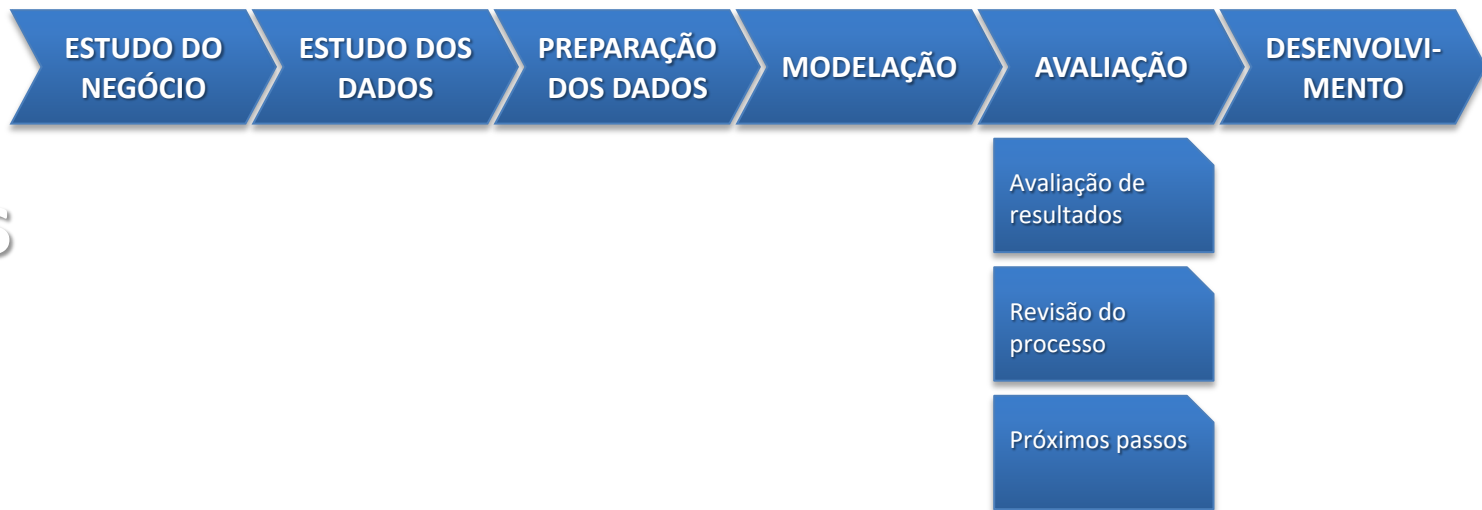 ESTUDO DO
NEGÓCIO
ESTUDO DOS
DADOS
PREPARAÇÃO
DOS DADOS
MODELAÇÃO
AVALIAÇÃO
DESENVOLVI-
MENTO
Avaliação de
resultados
Revisão do
processo
Próximos passos